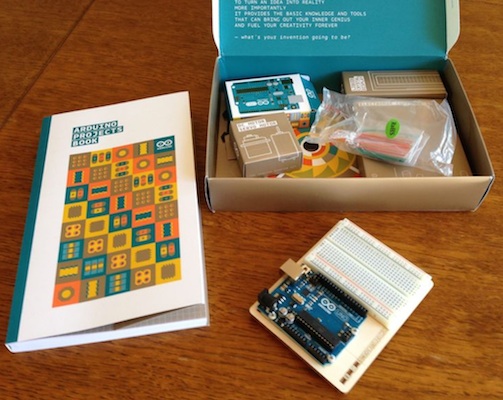 TO TURN AN IDEA INTO REALITY
MORE IMPORTANTLY
IT PROVIDES THE BASIC KNOWLEDGE AND TOOLS
THAT CAN BRING OUT YOUR INNER GENIUS
AND FUEL YOUR CREATIVITY FOREVER
— what's your invention going to be?
ARDUINO
PROJECTS
BOOK